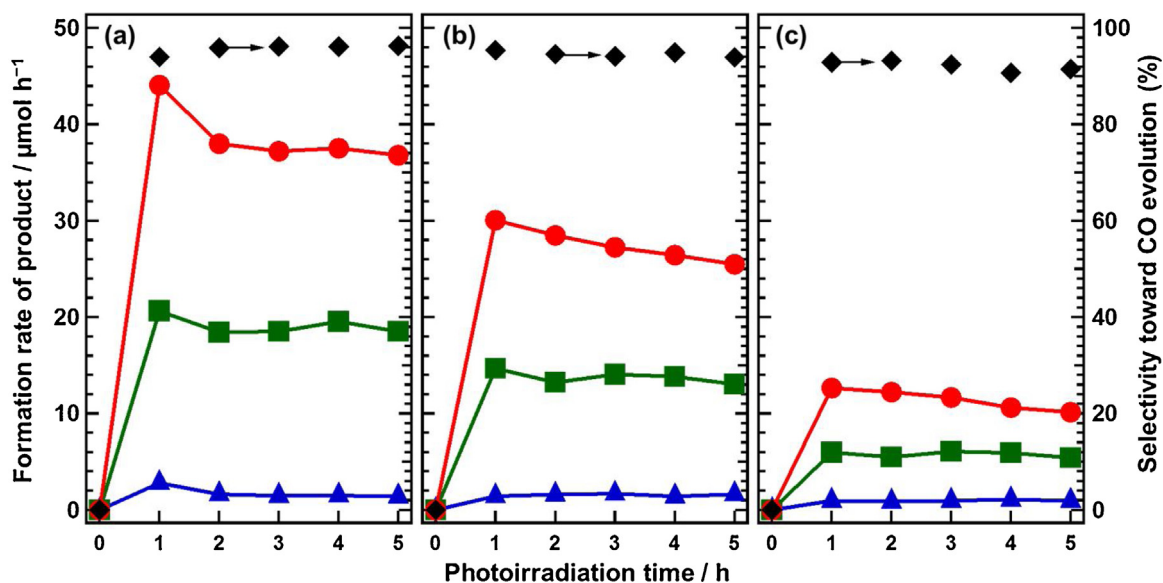 (a) (b) (c)
Formation rate of product / μmol h⁻¹
50
40
30
20
10
0
100
80
60
40
20
0
Selectivity toward CO evolution (%)
0 1 2 3 4 5 0 1 2 3 4 5 0 1 2 3 4 5
Photoirradiation time / h